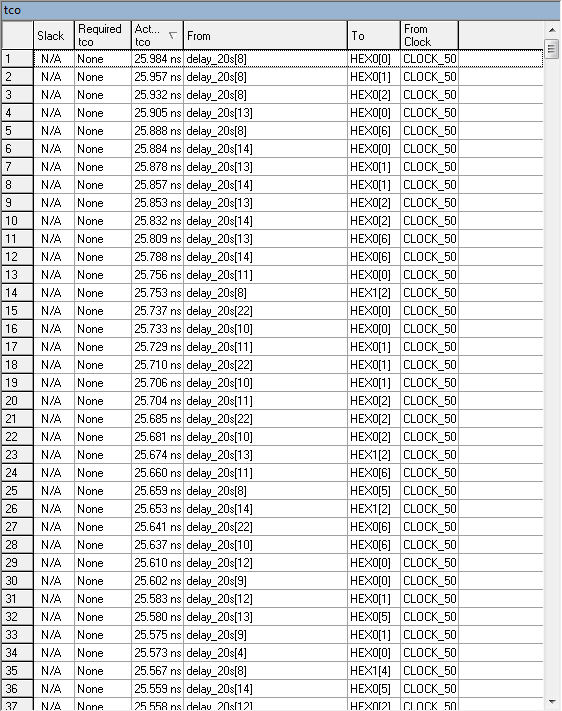 tco
Slack Required tco Act... tco From To From Clock
1 N/A None 25.984 ns delay_20s[8] HEX0[0] CLOCK_50
2 N/A None 25.957 ns delay_20s[8] HEX0[1] CLOCK_50
3 N/A None 25.932 ns delay_20s[8] HEX0[2] CLOCK_50
4 N/A None 25.905 ns delay_20s[13] HEX0[0] CLOCK_50
5 N/A None 25.888 ns delay_20s[8] HEX0[6] CLOCK_50
6 N/A None 25.884 ns delay_20s[14] HEX0[0] CLOCK_50
7 N/A None 25.878 ns delay_20s[13] HEX0[1] CLOCK_50
8 N/A None 25.857 ns delay_20s[14] HEX0[1] CLOCK_50
9 N/A None 25.853 ns delay_20s[13] HEX0[2] CLOCK_50
10 N/A None 25.832 ns delay_20s[14] HEX0[2] CLOCK_50
11 N/A None 25.809 ns delay_20s[13] HEX0[6] CLOCK_50
12 N/A None 25.788 ns delay_20s[14] HEX0[6] CLOCK_50
13 N/A None 25.756 ns delay_20s[11] HEX0[0] CLOCK_50
14 N/A None 25.753 ns delay_20s[8] HEX1[2] CLOCK_50
15 N/A None 25.737 ns delay_20s[22] HEX0[0] CLOCK_50
16 N/A None 25.733 ns delay_20s[10] HEX0[0] CLOCK_50
17 N/A None 25.729 ns delay_20s[11] HEX0[1] CLOCK_50
18 N/A None 25.710 ns delay_20s[22] HEX0[1] CLOCK_50
19 N/A None 25.706 ns delay_20s[10] HEX0[1] CLOCK_50
20 N/A None 25.704 ns delay_20s[11] HEX0[2] CLOCK_50
21 N/A None 25.685 ns delay_20s[22] HEX0[2] CLOCK_50
22 N/A None 25.681 ns delay_20s[10] HEX0[2] CLOCK_50
23 N/A None 25.674 ns delay_20s[13] HEX1[2] CLOCK_50
24 N/A None 25.660 ns delay_20s[11] HEX0[6] CLOCK_50
25 N/A None 25.659 ns delay_20s[8] HEX0[5] CLOCK_50
26 N/A None 25.653 ns delay_20s[14] HEX1[2] CLOCK_50
27 N/A None 25.641 ns delay_20s[22] HEX0[6] CLOCK_50
28 N/A None 25.637 ns delay_20s[10] HEX0[6] CLOCK_50
29 N/A None 25.610 ns delay_20s[12] HEX0[0] CLOCK_50
30 N/A None 25.602 ns delay_20s[9] HEX0[0] CLOCK_50
31 N/A None 25.583 ns delay_20s[12] HEX0[1] CLOCK_50
32 N/A None 25.580 ns delay_20s[13] HEX0[5] CLOCK_50
33 N/A None 25.575 ns delay_20s[9] HEX0[1] CLOCK_50
34 N/A None 25.573 ns delay_20s[4] HEX0[0] CLOCK_50
35 N/A None 25.567 ns delay_20s[8] HEX1[4] CLOCK_50
36 N/A None 25.559 ns delay_20s[14] HEX0[5] CLOCK_50
37 N/A None 25.558 ns delay_20s[12] HEX0[2] CLOCK_50